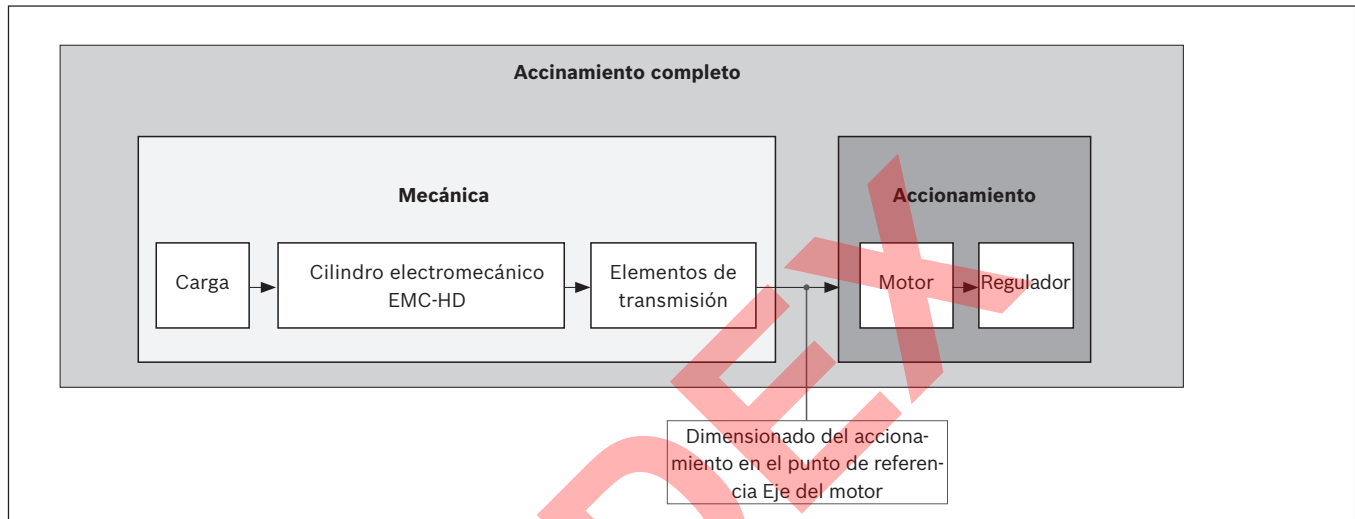 Accinamiento completo
Mecánica
Accionamiento
Carga
Cilindro electromecánico
EMC-HD
Elementos de
transmisión
Motor
Regulador
Dimensionado del acciona-
miento en el punto de referen-
cia Eje del motor
DEX